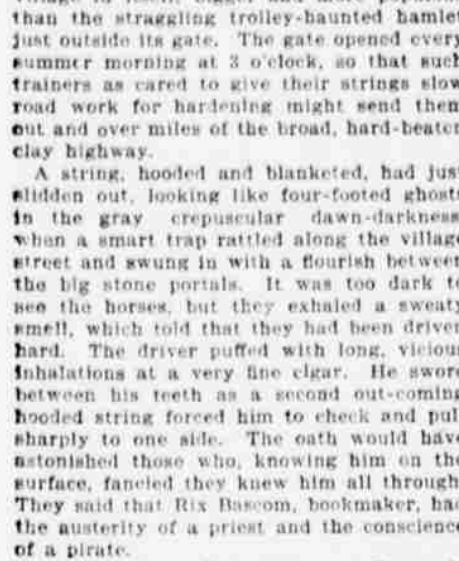 than the straggling trolley-haunted hamlet
just outside its gate. The gate opened every
summer morning at 3 o'clock, so that such
trainers as cared to give their strings slow
road work for hardening might send them
out and over miles of the broad, hard-beaten
clay highway.
A string, hooded and blanketed, had just
slidden out, looking like four-footed ghosts
in the gray crepuscular dawn-darkness
when a smart trap rattled along the village
street and swung in with a flourish between
the big stone portals. It was too dark to
see the horses, but they exhaled a sweaty
smell, which told that they had been driven
hard. The driver puffed with long, vicious
inhalations at a very fine cigar. He swore
between his teeth as a second out-coming
hooded string forced him to check and pull
sharply to one side. The oath would have
astonished those who, knowing him on the
surface, fancied they knew him all through.
They said that Rix Bascom, bookmaker, had
the austerity of a priest and the conscience
of a pirate.